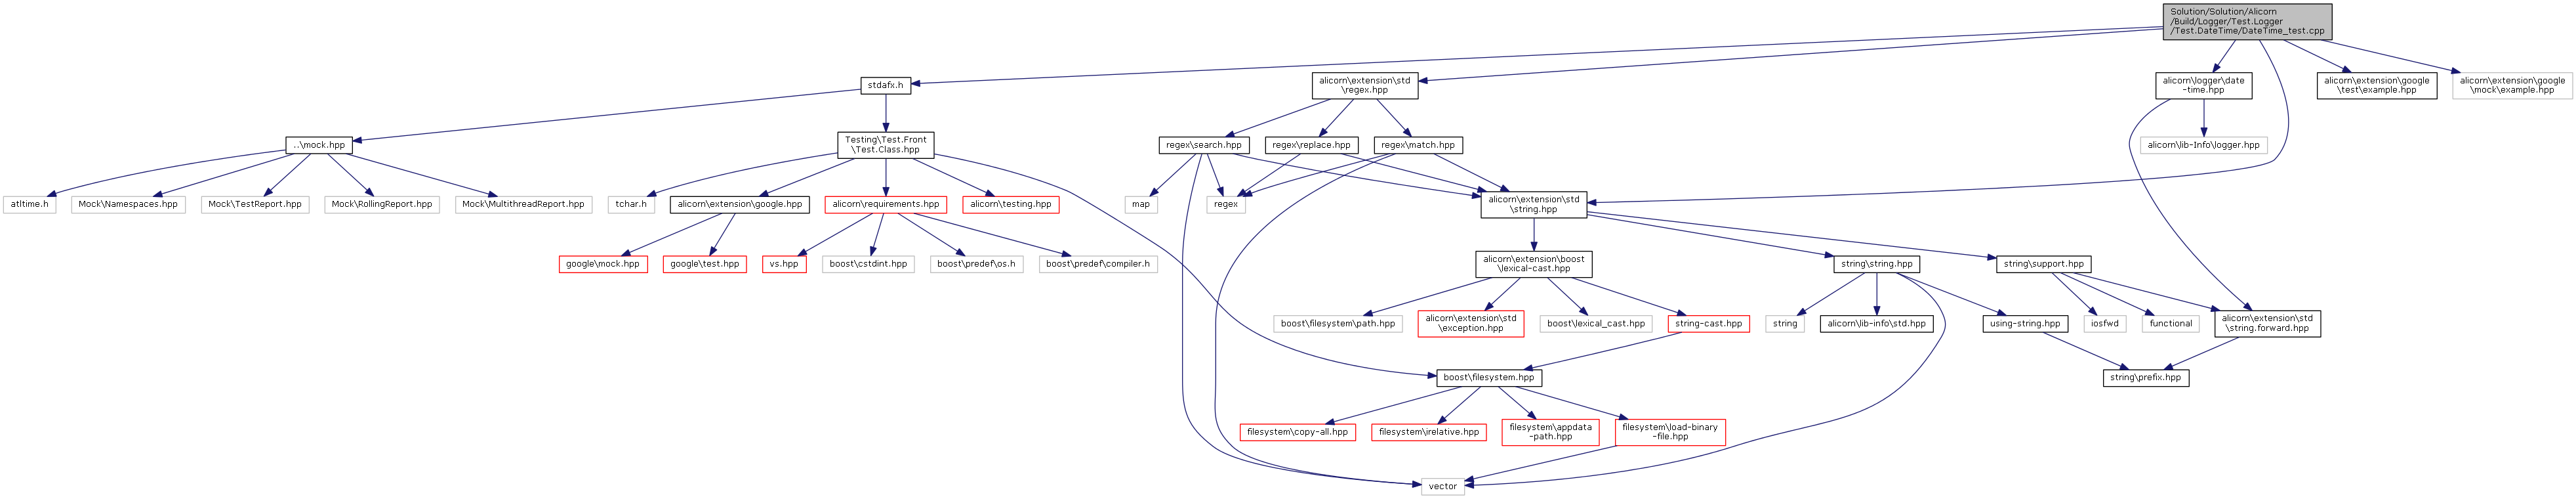 Solution/Solution/Alicorn
/Build/Logger/Test.Logger
/Test.DateTime/DateTime_test.cpp
stdafx.h
alicorn\extension\std
\regex.hpp
alicorn\logger\date
-time.hpp
alicorn\extension\google
\test\example.hpp
alicorn\extension\google
\mock\example.hpp
..\mock.hpp
Testing\Test.Front
\Test.Class.hpp
regex\search.hpp
regex\replace.hpp
regex\match.hpp
alicorn\lib-Info\logger.hpp
atltime.h
Mock\Namespaces.hpp
Mock\TestReport.hpp
Mock\RollingReport.hpp
Mock\MultithreadReport.hpp
tchar.h
alicorn\extension\google.hpp
alicorn\requirements.hpp
alicorn\testing.hpp
map
regex
alicorn\extension\std
\string.hpp
google\mock.hpp
google\test.hpp
vs.hpp
boost\cstdint.hpp
boost\predef\os.h
boost\predef\compiler.h
alicorn\extension\boost
\lexical-cast.hpp
string\string.hpp
string\support.hpp
boost\filesystem\path.hpp
alicorn\extension\std
\exception.hpp
boost\lexical_cast.hpp
string-cast.hpp
string
alicorn\lib-info\std.hpp
using-string.hpp
iosfwd
functional
alicorn\extension\std
\string.forward.hpp
boost\filesystem.hpp
string\prefix.hpp
filesystem\copy-all.hpp
filesystem\irelative.hpp
filesystem\appdata
-path.hpp
filesystem\load-binary
-file.hpp
vector